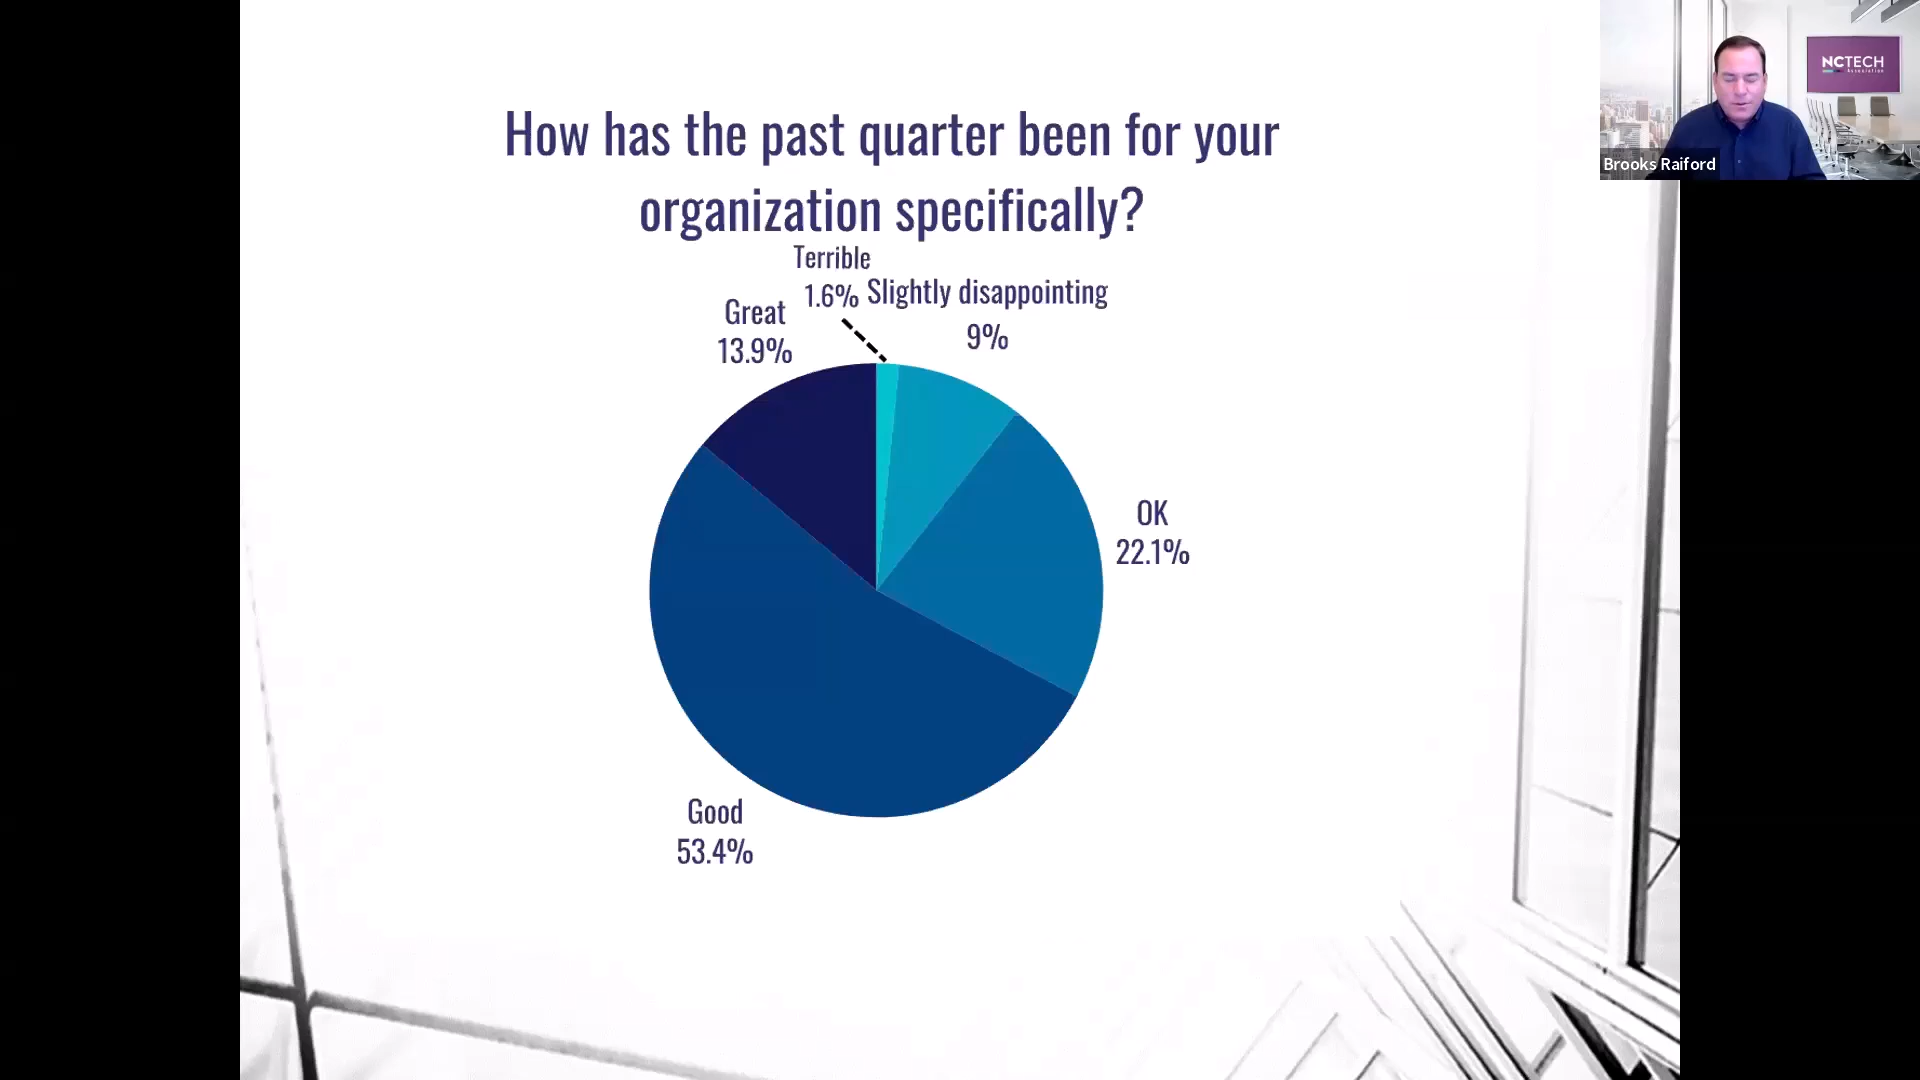 How has the past quarter been for your
organization specifically?
Terrible
1.6%
Slightly disappointing
9%
Great
13.9%
OK
22.1%
Good
53.4%
NCTECH
Association
Brooks Raiford